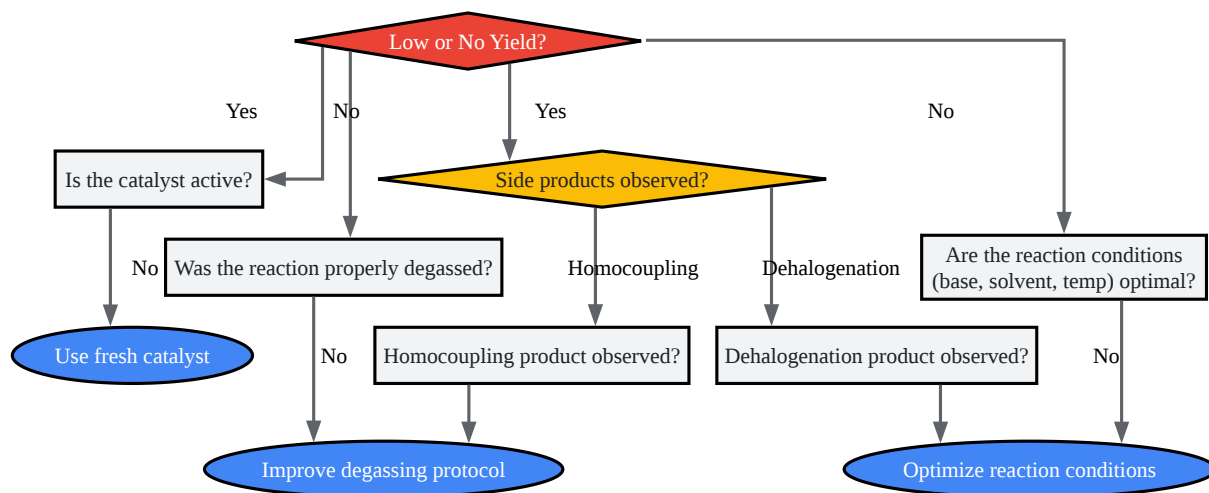 Low or No Yield?
Yes
No
Yes
No
Is the catalyst active?
Side products observed?
No
Was the reaction properly degassed?
Homocoupling
Dehalogenation
Are the reaction conditions
(base, solvent, temp) optimal?
Use fresh catalyst
No
Homocoupling product observed?
Dehalogenation product observed?
No
Improve degassing protocol
Optimize reaction conditions